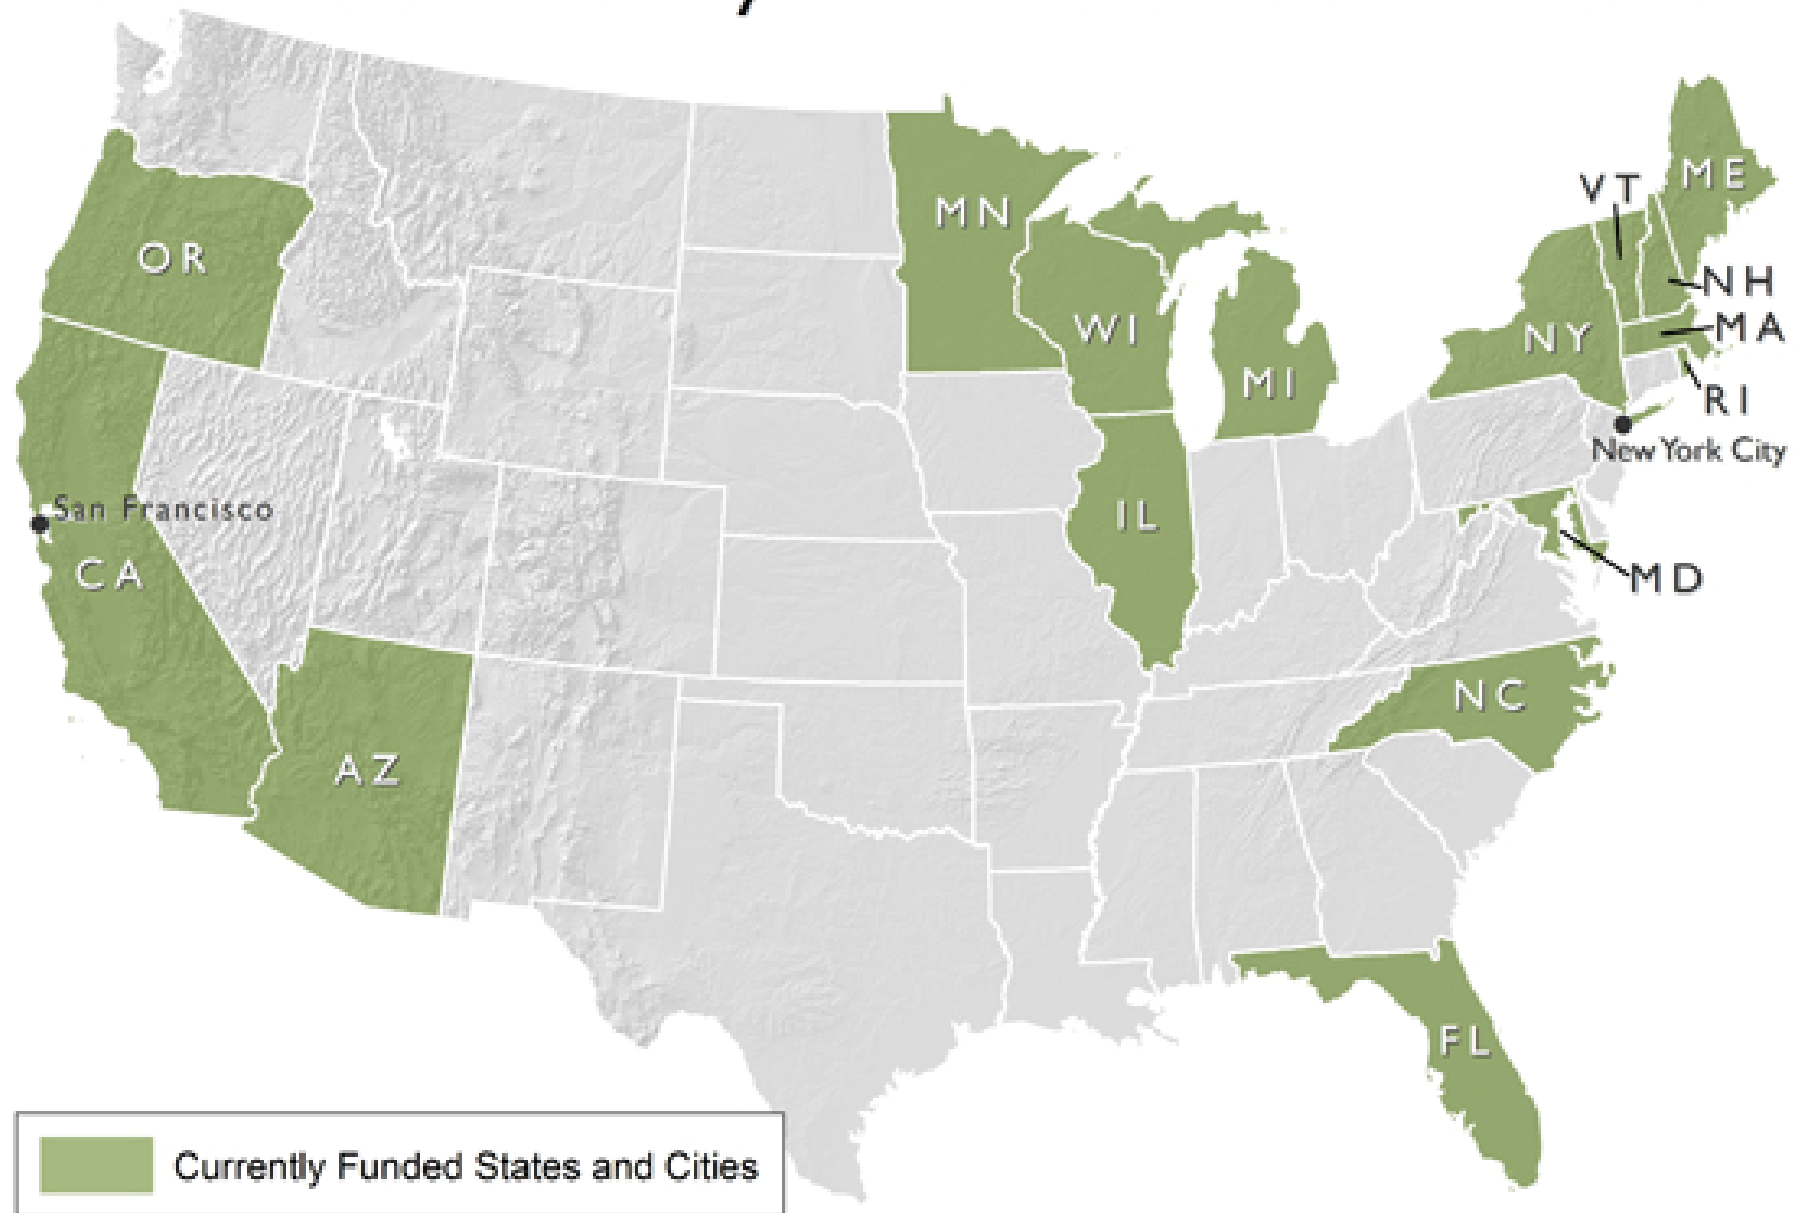 ME
VT
MN
OR
NH
WI
NY
MA
MI
RI
New York City
San Francisco
IL
CA
MD
NC
AZ
FL
Currently Funded States and Cities